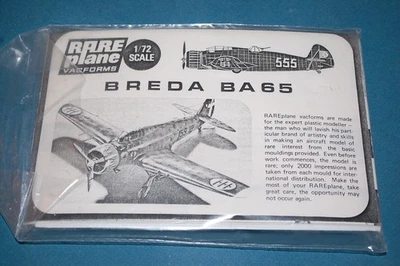 RARE
plane
VACFORMS
1/72
SCALE
555
BREDA BA65
RAREplane vacforms are made
for the expert plastic modeller –
the man who will lavish his par-
ticular brand of artistry and skills
in making an aircraft model of
rare interest from the basic
mouldings provided. Even before
work commences, the model is
rare, only 2000 impressions are
taken from each mould for inter-
national distribution. Make the
most of your RAREplane, take
great care, the opportunity may
not occur again.